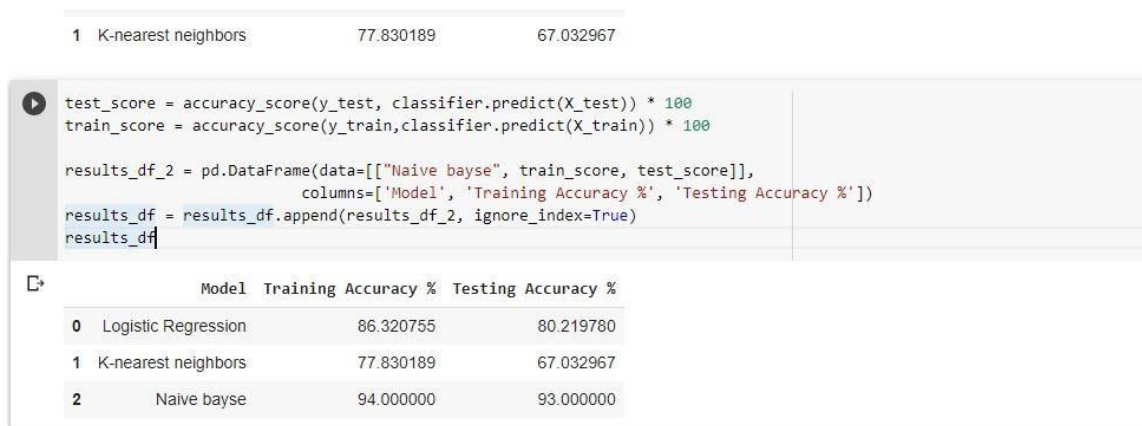 1 K-nearest neighbors 77.830189 67.032967
test_score = accuracy_score(y_test, classifier.predict(X_test)) * 100
train_score = accuracy_score(y_train,classifier.predict(X_train)) * 100
results_df_2 = pd.DataFrame(data=[["Naive bayse", train_score, test_score]],
columns=['Model', 'Training Accuracy %', 'Testing Accuracy %'])
results_df = results_df.append(results_df_2, ignore_index=True)
results_df
Model Training Accuracy % Testing Accuracy %
0 Logistic Regression 86.320755 80.219780
1 K-nearest neighbors 77.830189 67.032967
2 Naive bayse 94.000000 93.000000